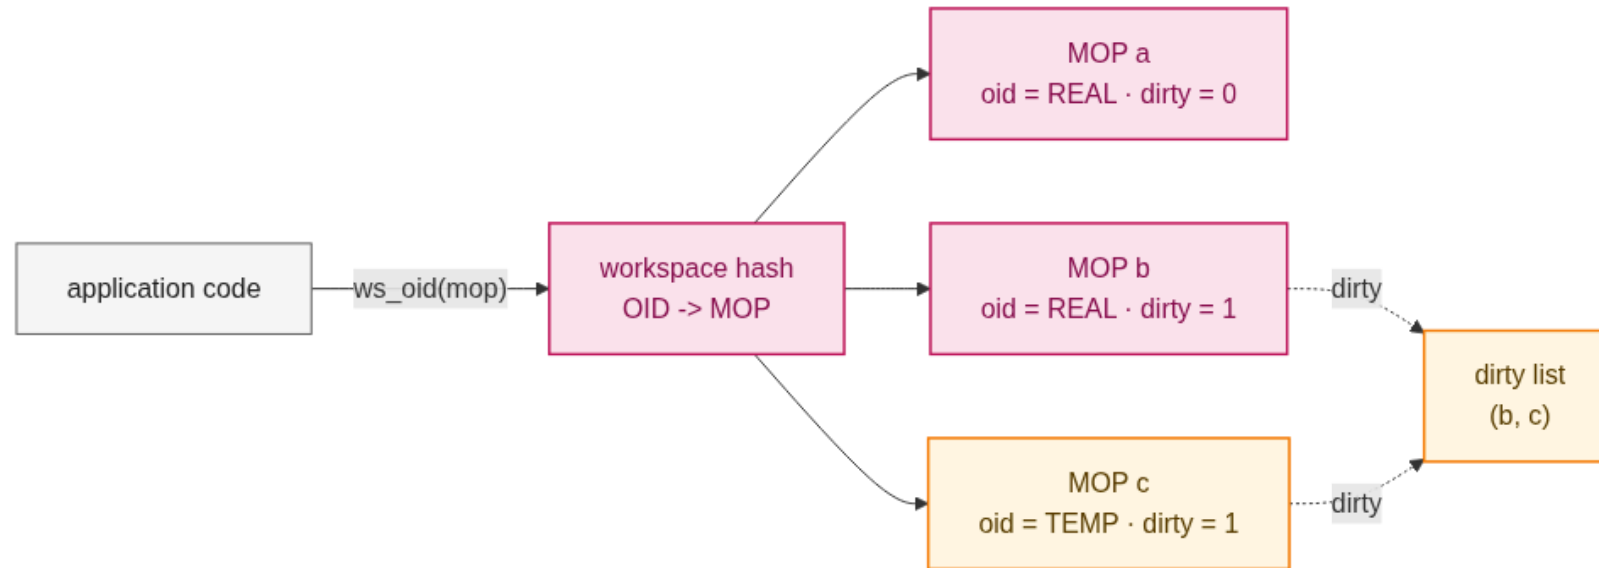 MOP a
oid = REAL · dirty = 0
application code
ws_oid(mop)
workspace hash
OID -> MOP
MOP b
oid = REAL · dirty = 1
dirty
dirty list
(b, c)
MOP c
oid = TEMP · dirty = 1
dirty